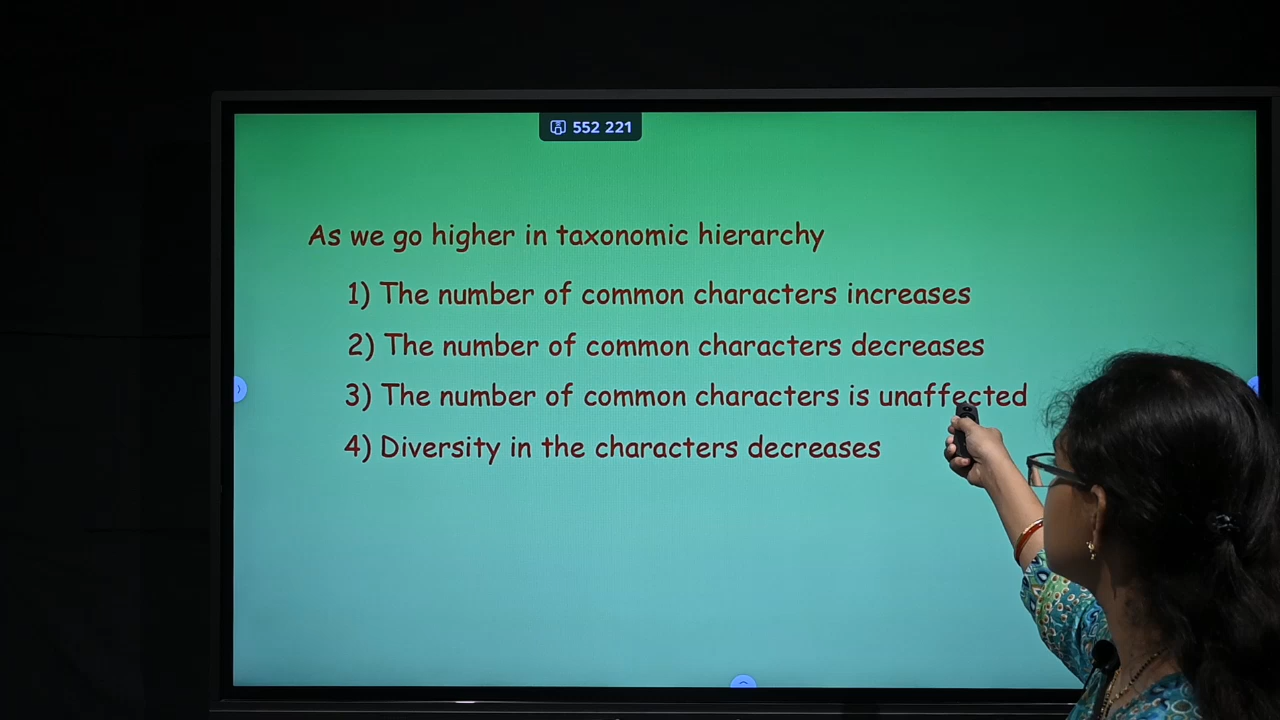 552 221
As we go higher in taxonomic hierarchy
1) The number of common characters increases
2) The number of common characters decreases
3) The number of common characters is unaffected
4) Diversity in the characters decreases